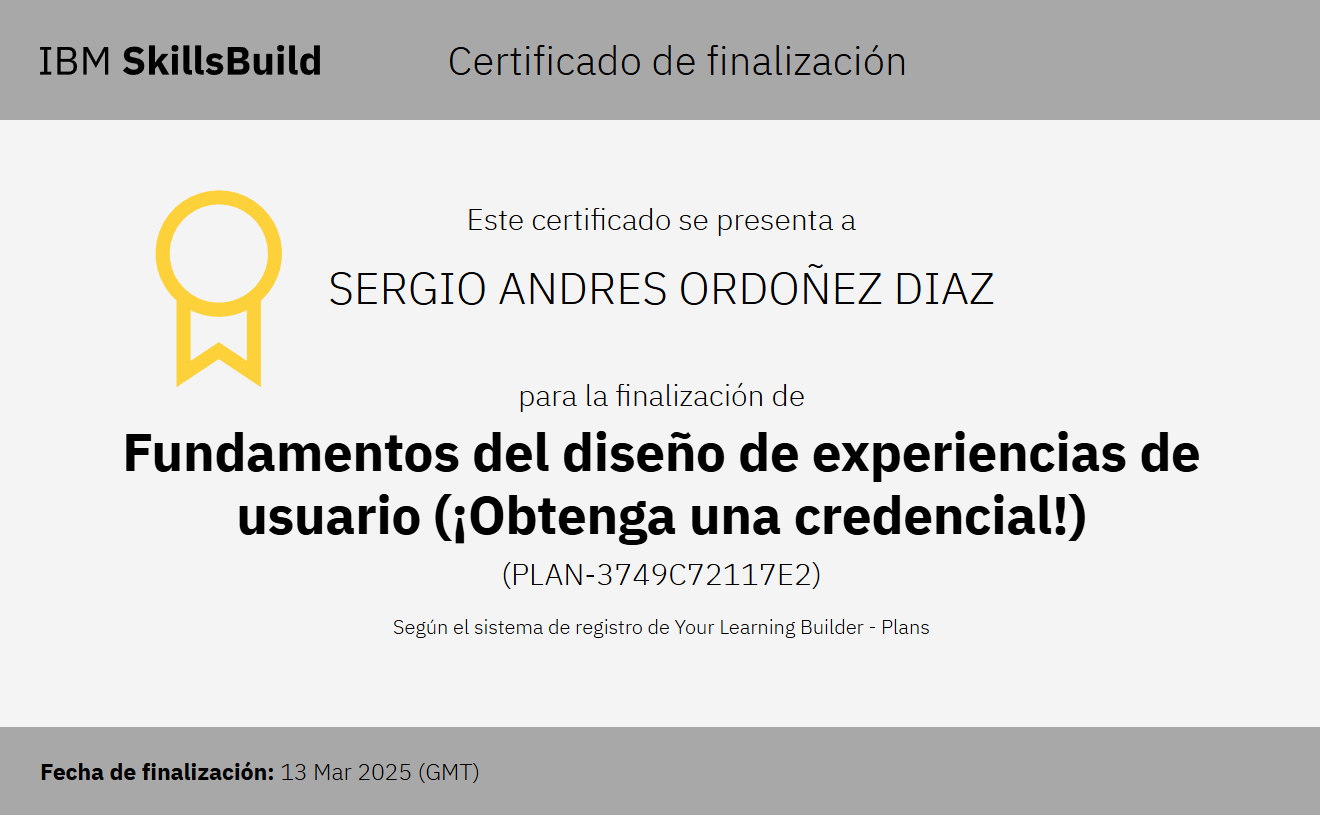 IBM SkillsBuild
Certificado de finalización
Este certificado se presenta a
SERGIO ANDRES ORDOÑEZ DIAZ
para la finalización de
Fundamentos del diseño de experiencias de
usuario (¡Obtenga una credencial!)
(PLAN-3749C72117E2)
Según el sistema de registro de Your Learning Builder - Plans
Fecha de finalización: 13 Mar 2025 (GMT)